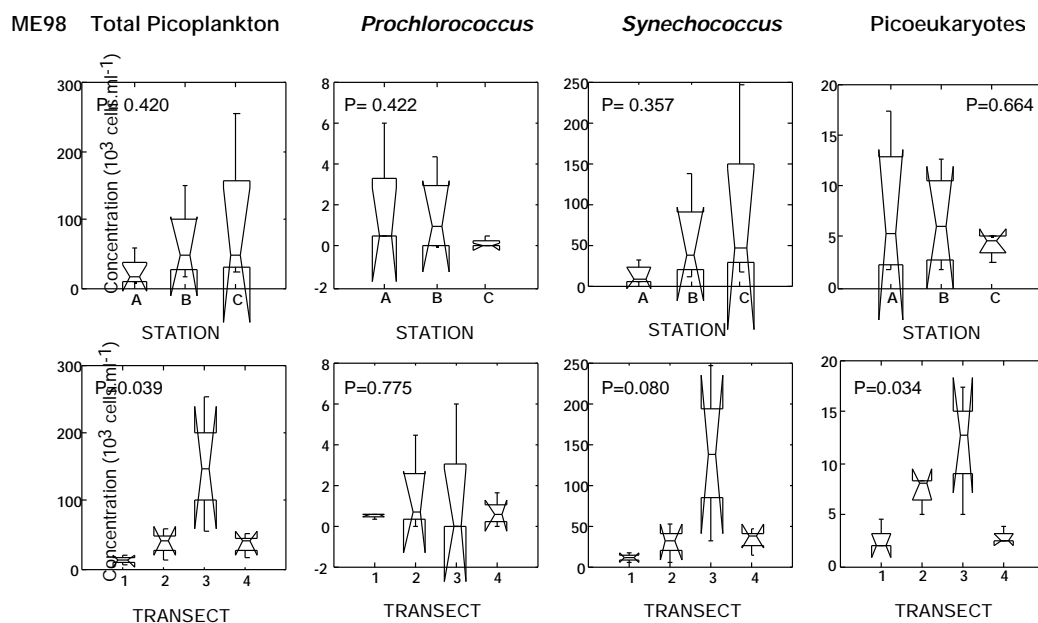 ME98 Total Picoplankton Prochlorococcus Synechococcus Picoeukaryotes
Concentration (10³ cells.ml⁻¹)
300
200
100
0
P= 0.420
A B C
STATION
8
6
4
2
0
-2
P= 0.422
A B C
STATION
250
200
150
100
50
0
P= 0.357
A B C
STATION
20
15
10
5
0
P=0.664
A B C
STATION
Concentration (10³ cells.ml⁻¹)
300
200
100
0
P=0.039
1 2 3 4
TRANSECT
8
6
4
2
0
-2
P=0.775
1 2 3 4
TRANSECT
250
200
150
100
50
0
P=0.080
1 2 3 4
TRANSECT
20
15
10
5
0
P=0.034
1 2 3 4
TRANSECT